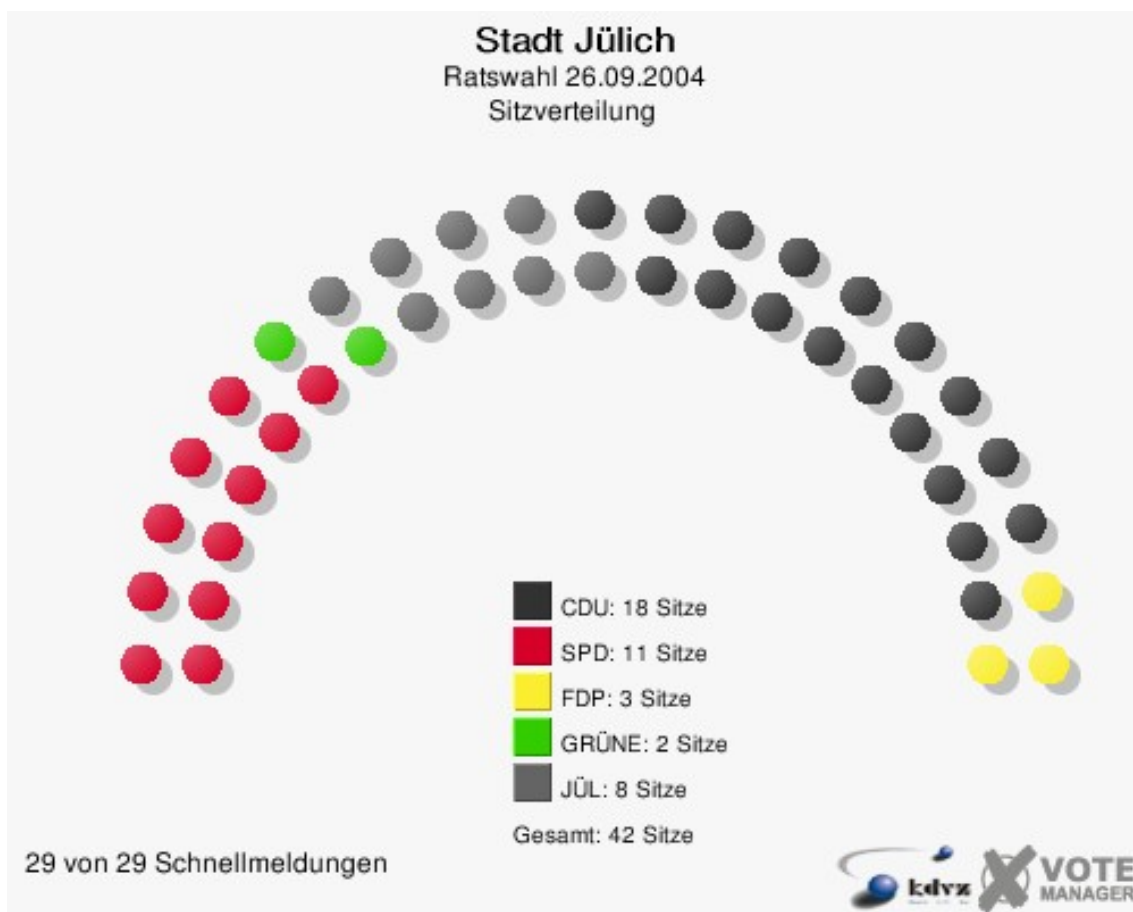 Stadt Jülich
Ratswahl 26.09.2004
Sitzverteilung
CDU: 18 Sitze
SPD: 11 Sitze
FDP: 3 Sitze
GRÜNE: 2 Sitze
JÜL: 8 Sitze
Gesamt: 42 Sitze
29 von 29 Schnellmeldungen
kdvz
VOTE
MANAGER